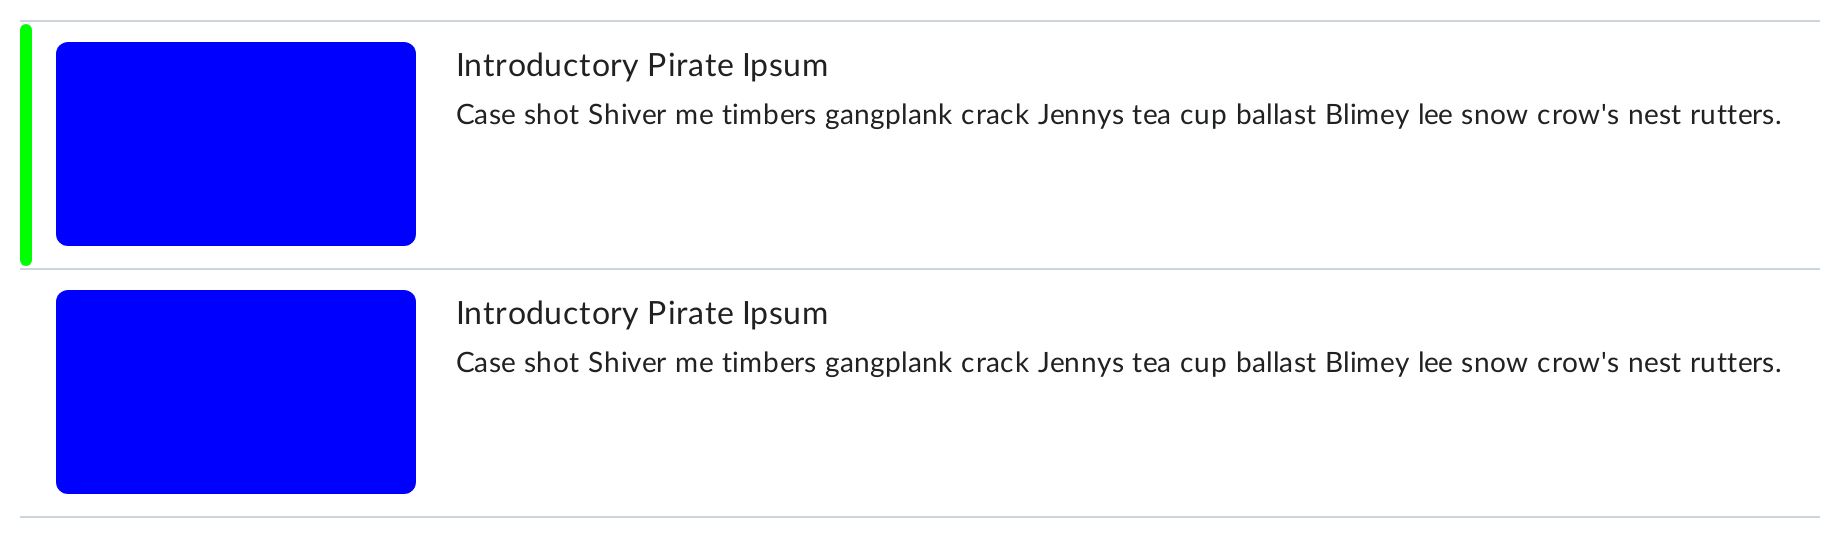 Introductory Pirate Ipsum
Case shot Shiver me timbers gangplank crack Jennys tea cup ballast Blimey lee snow crow's nest rutters.
Introductory Pirate Ipsum
Case shot Shiver me timbers gangplank crack Jennys tea cup ballast Blimey lee snow crow's nest rutters.